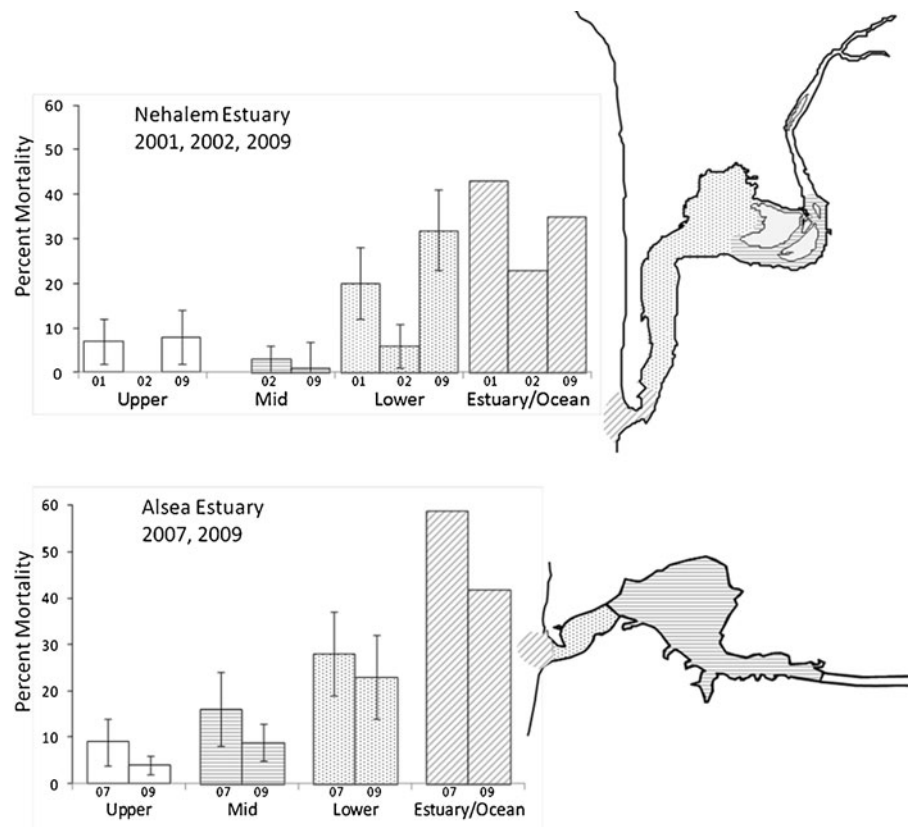 Nehalem Estuary
2001, 2002, 2009
Percent Mortality
60
50
40
30
20
10
0
01 02 09 02 09 01 02 09 01 02 09
Upper Mid Lower Estuary/Ocean
Alsea Estuary
2007, 2009
Percent Mortality
60
50
40
30
20
10
0
07 09 07 09 07 09 07 09
Upper Mid Lower Estuary/Ocean